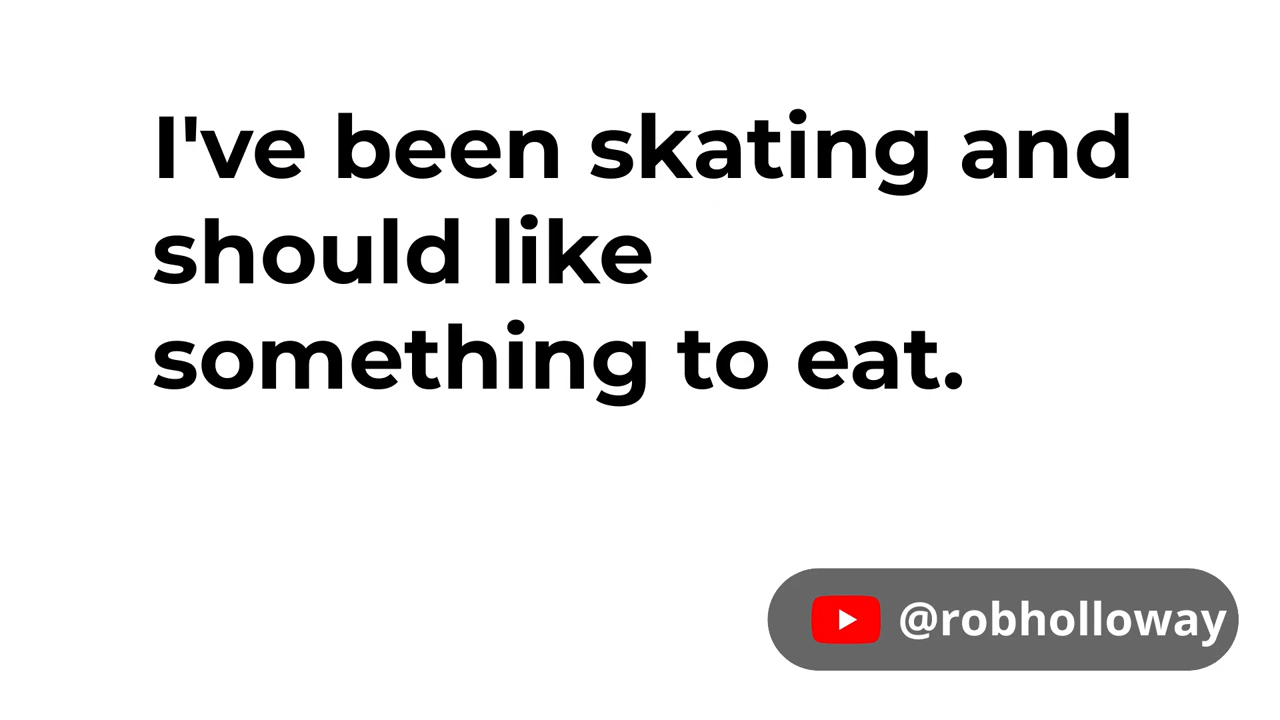 I've been skating and
should like
something to eat.
@robholloway